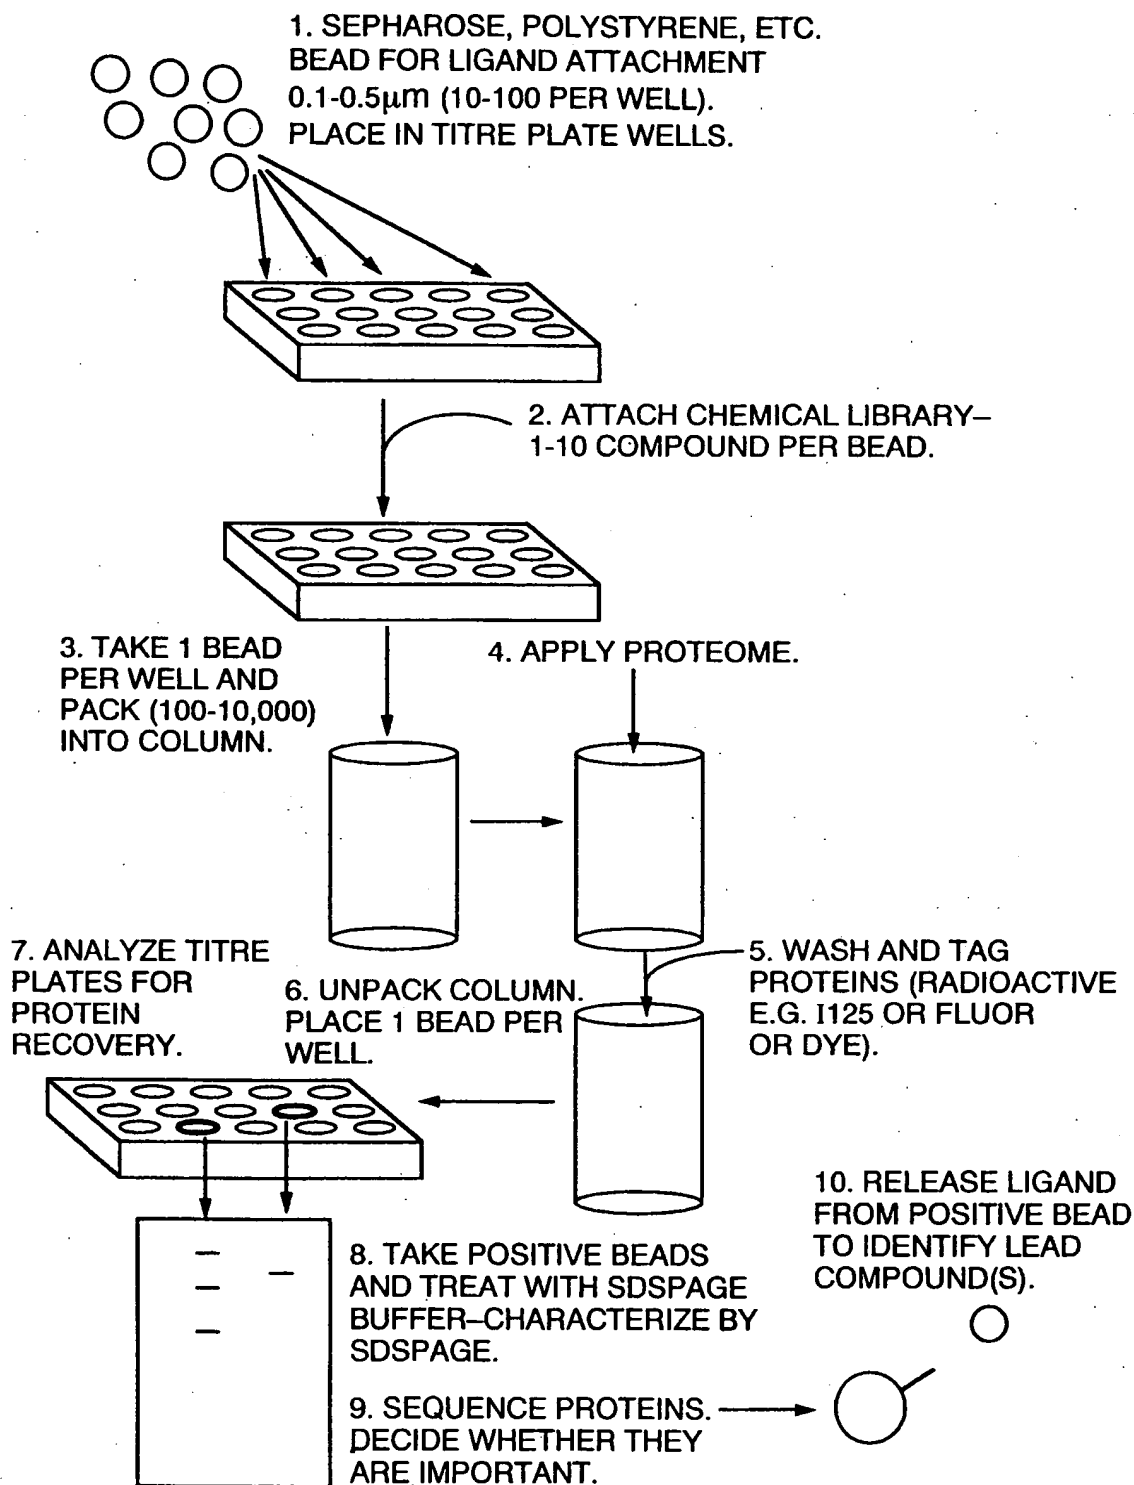 1. SEPHAROSE, POLYSTYRENE, ETC.
BEAD FOR LIGAND ATTACHMENT
0.1-0.5µm (10-100 PER WELL).
PLACE IN TITRE PLATE WELLS.
2. ATTACH CHEMICAL LIBRARY–
1-10 COMPOUND PER BEAD.
3. TAKE 1 BEAD
PER WELL AND
PACK (100-10,000)
INTO COLUMN.
4. APPLY PROTEOME.
5. WASH AND TAG
PROTEINS (RADIOACTIVE
E.G. I125 OR FLUOR
OR DYE).
6. UNPACK COLUMN.
PLACE 1 BEAD PER
WELL.
7. ANALYZE TITRE
PLATES FOR
PROTEIN
RECOVERY.
8. TAKE POSITIVE BEADS
AND TREAT WITH SDSPAGE
BUFFER–CHARACTERIZE BY
SDSPAGE.
9. SEQUENCE PROTEINS.
DECIDE WHETHER THEY
ARE IMPORTANT.
10. RELEASE LIGAND
FROM POSITIVE BEAD
TO IDENTIFY LEAD
COMPOUND(S).